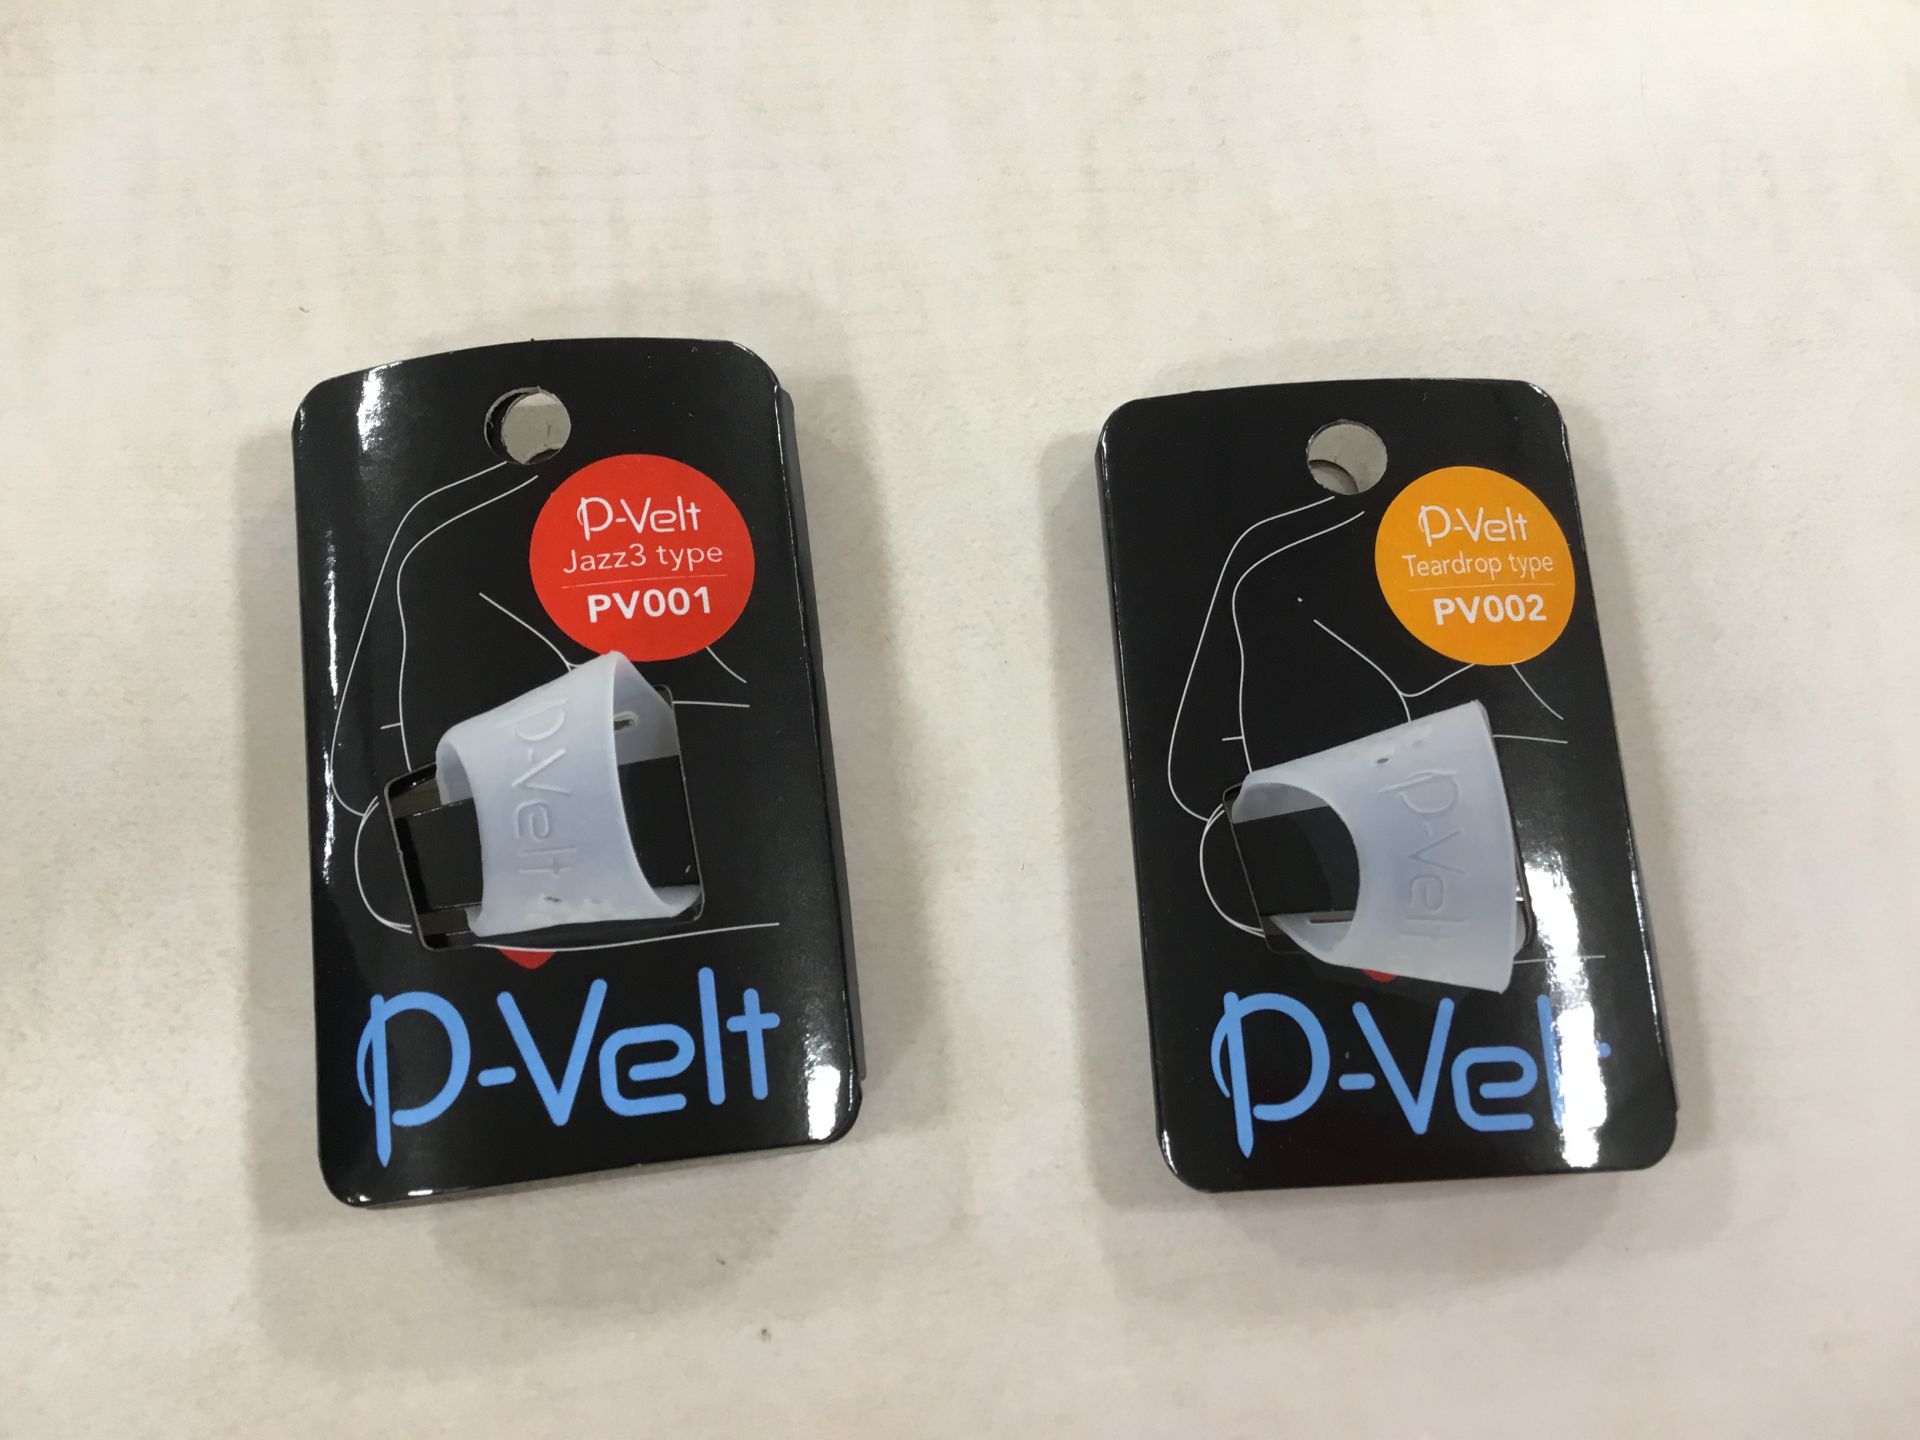 P-Velt
Jazz3 type
PV001
P-Velt
P-Velt
P-Velt
Teardrop type
PV002
P-Velt
P-Velt